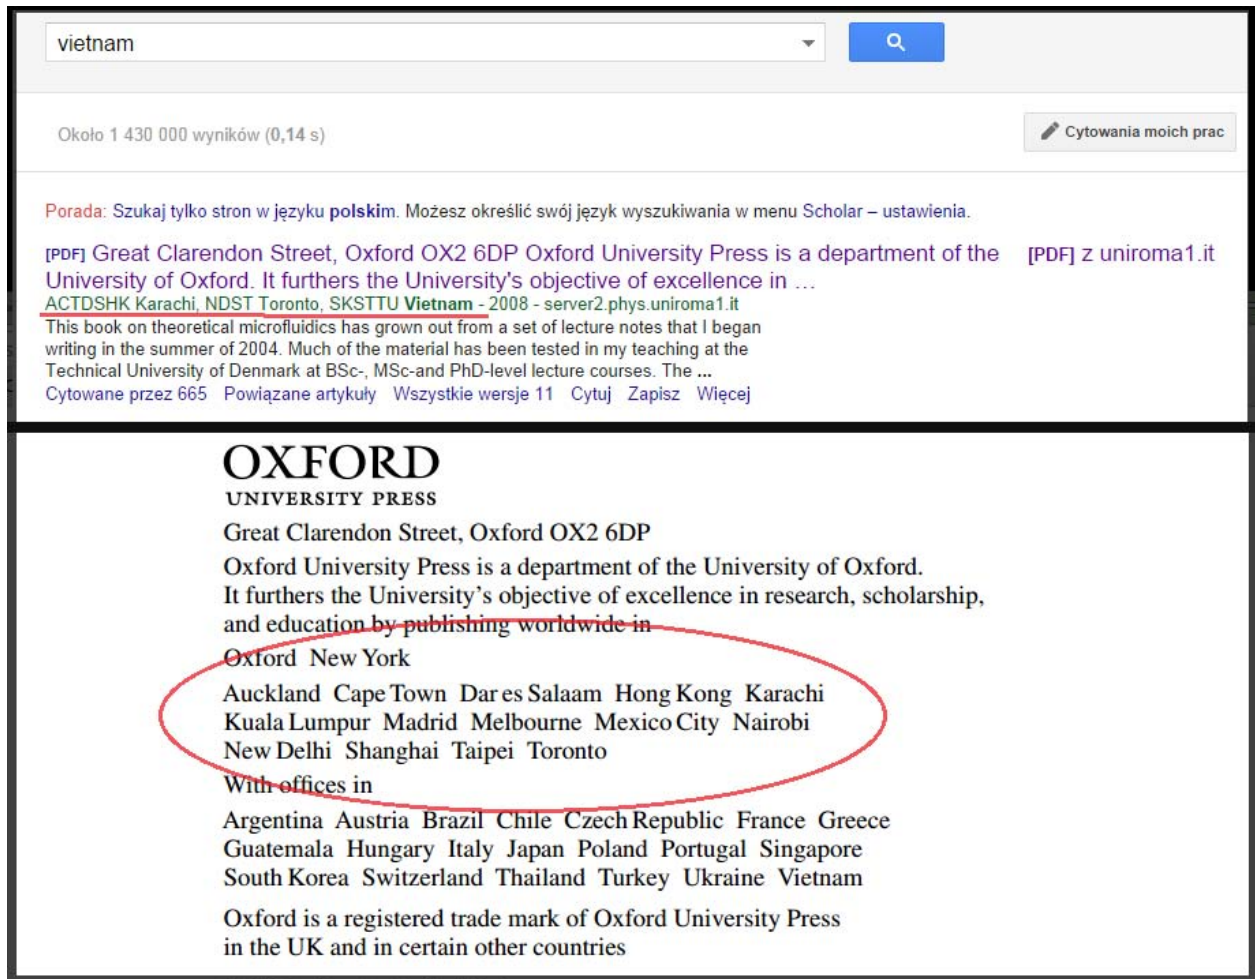 vietnam
Około 1 430 000 wyników (0,14 s)
Cytowania moich prac
Porada: Szukaj tylko stron w języku polskim. Możesz określić swój język wyszukiwania w menu Scholar – ustawienia.
[PDF] Great Clarendon Street, Oxford OX2 6DP Oxford University Press is a department of the
University of Oxford. It furthers the University's objective of excellence in …
[PDF] z uniroma1.it
ACTDSHK Karachi, NDST Toronto, SKSTTU Vietnam - 2008 - server2.phys.uniroma1.it
This book on theoretical microfluidics has grown out from a set of lecture notes that I began
writing in the summer of 2004. Much of the material has been tested in my teaching at the
Technical University of Denmark at BSc-, MSc-and PhD-level lecture courses. The ...
Cytowane przez 665 Powiązane artykuły Wszystkie wersje 11 Cytuj Zapisz Więcej
OXFORD
UNIVERSITY PRESS
Great Clarendon Street, Oxford OX2 6DP
Oxford University Press is a department of the University of Oxford.
It furthers the University's objective of excellence in research, scholarship,
and education by publishing worldwide in
Oxford New York
Auckland Cape Town Dar es Salaam Hong Kong Karachi
Kuala Lumpur Madrid Melbourne Mexico City Nairobi
New Delhi Shanghai Taipei Toronto
With offices in
Argentina Austria Brazil Chile Czech Republic France Greece
Guatemala Hungary Italy Japan Poland Portugal Singapore
South Korea Switzerland Thailand Turkey Ukraine Vietnam
Oxford is a registered trade mark of Oxford University Press
in the UK and in certain other countries